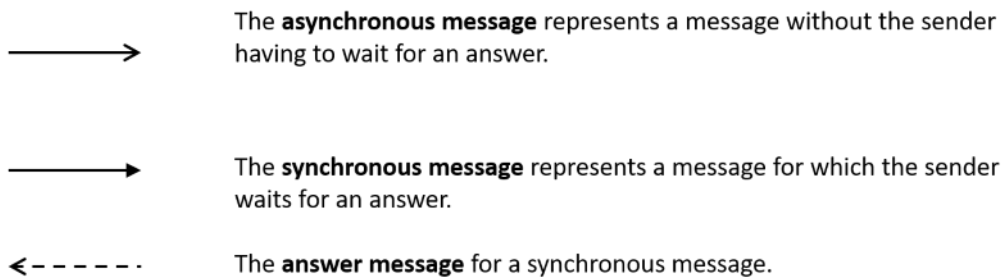 The asynchronous message represents a message without the sender
having to wait for an answer.
The synchronous message represents a message for which the sender
waits for an answer.
The answer message for a synchronous message.